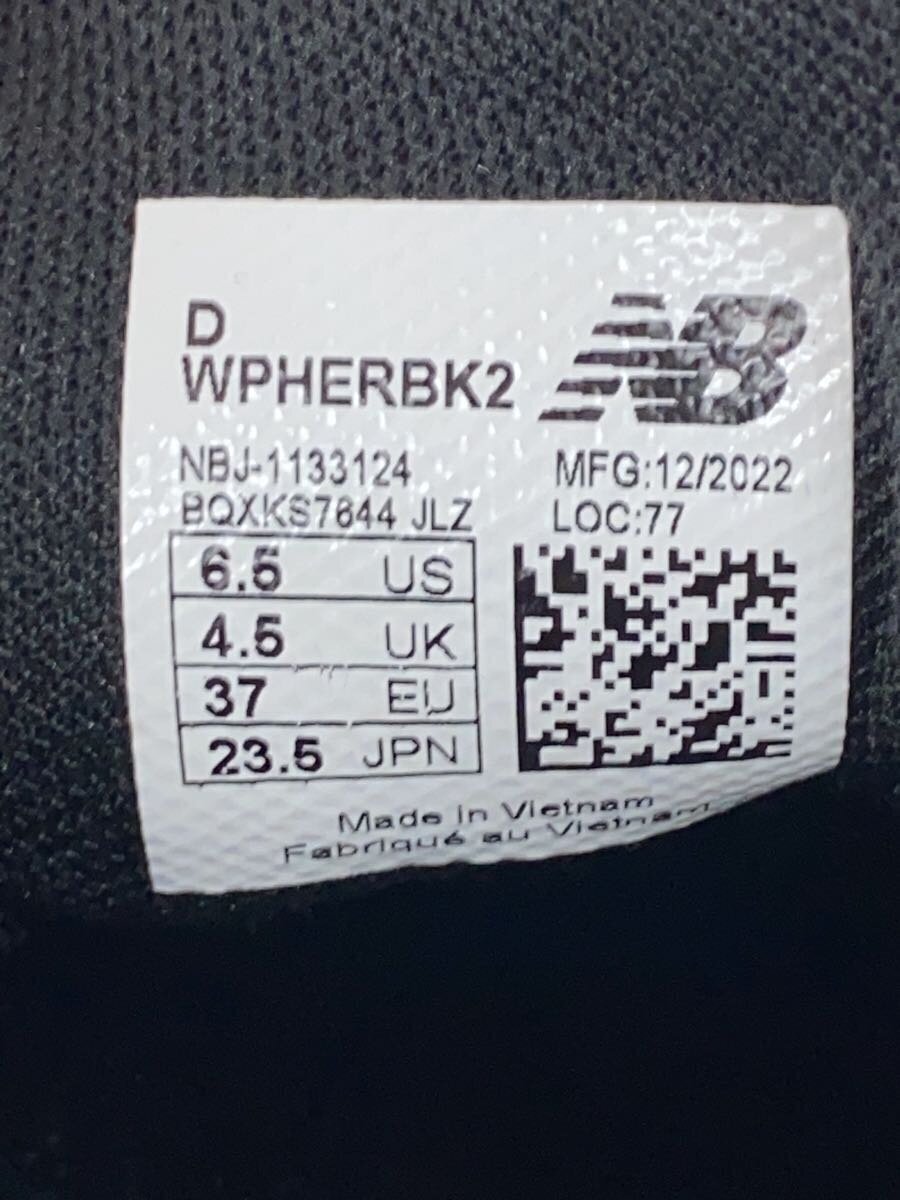 D
WPHERBK2
NB
NBJ-1133124
MFG:12/2022
BQXKS7644 JLZ
LOC:77
6.5 US
4.5 UK
37 EU
23.5 JPN
Made in Vietnam
Fabriqué au Vietnam